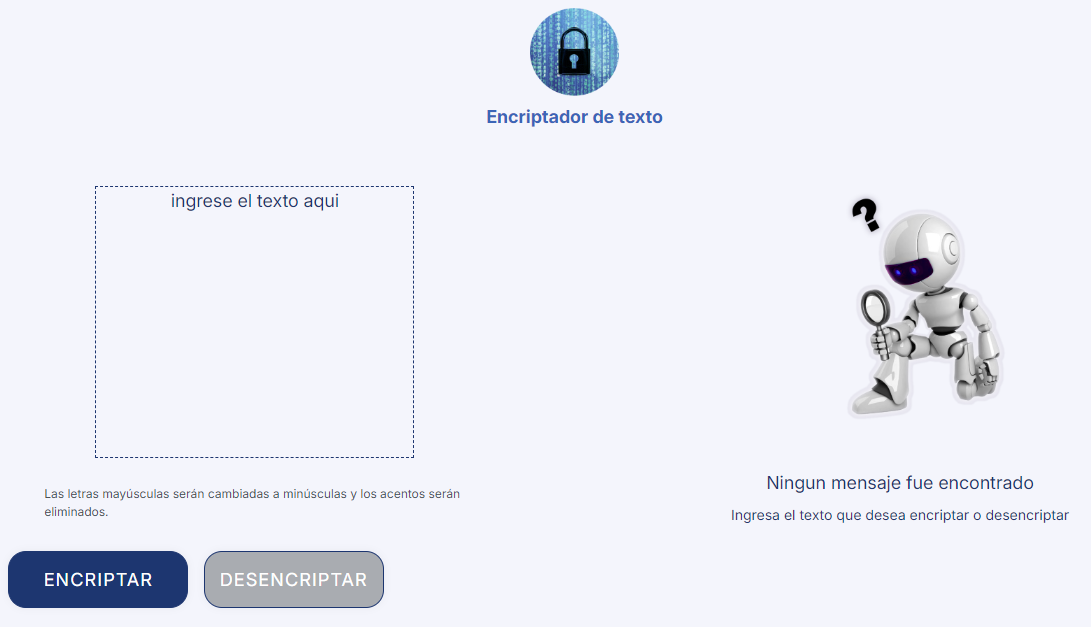 Encriptador de texto
ingrese el texto aqui
?
Las letras mayúsculas serán cambiadas a minúsculas y los acentos serán
eliminados.
Ningun mensaje fue encontrado
Ingresa el texto que desea encriptar o desencriptar
ENCRIPTAR
DESENCRIPTAR